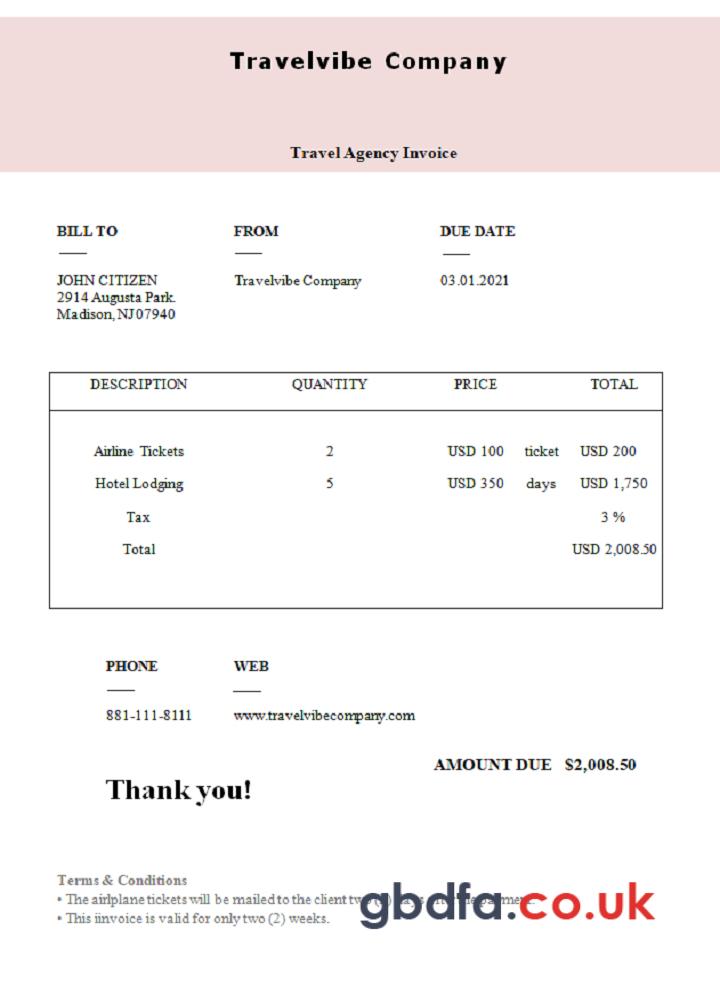 Travelvibe Company
Travel Agency Invoice
BILL TO FROM DUE DATE
JOHN CITIZEN Travelvibe Company 03.01.2021
2914 Augusta Park.
Madison, NJ 07940
DESCRIPTION QUANTITY PRICE TOTAL
Airline Tickets 2 USD 100 ticket USD 200
Hotel Lodging 5 USD 350 days USD 1,750
Tax 3 %
Total USD 2,008.50
PHONE WEB
881-111-8111 www.travelvibecompany.com
AMOUNT DUE $2,008.50
Thank you!
Terms & Conditions
• The airlplane tickets will be mailed to the client two
• This iinvoice is valid for only two (2) weeks.
gbdfa.co.uk